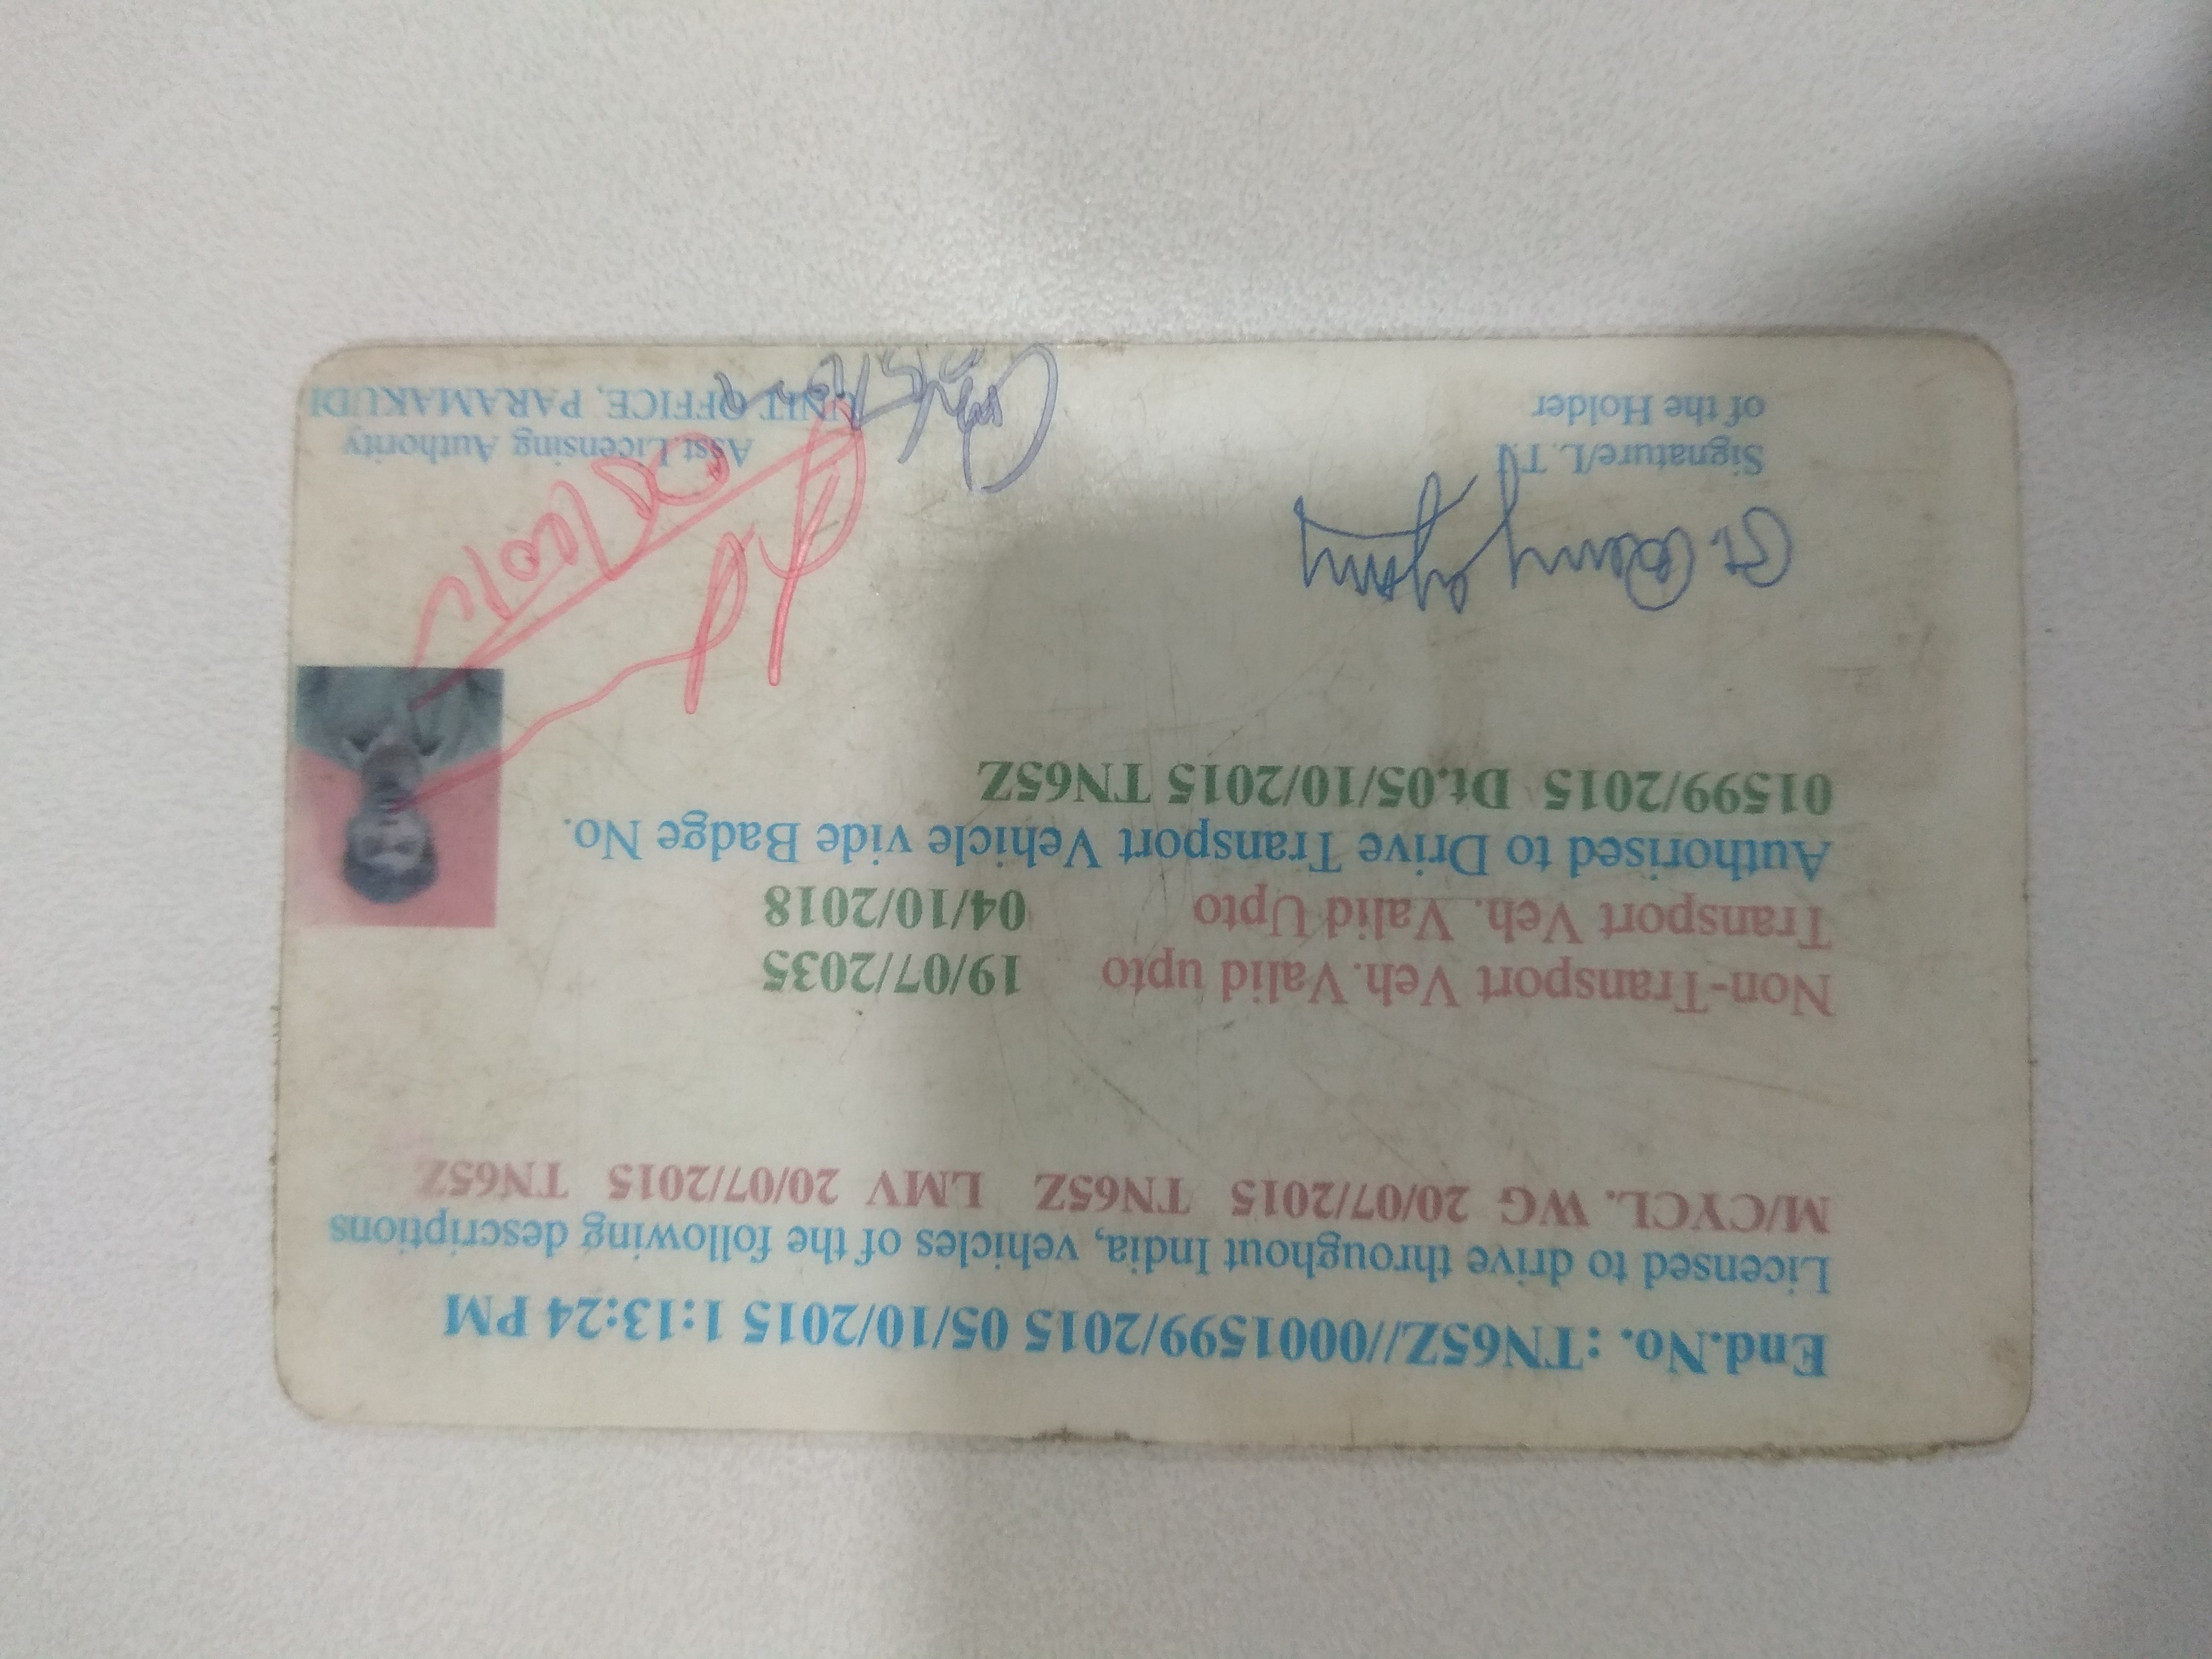 End.No. :TN65Z//0001599/2015 05/10/2015 1:13:24 PM
Licensed to drive throughout India, vehicles of the following descriptions
M/CYCL. WG 20/07/2015 TN65Z LMV 20/07/2015 TN65Z
Non-Transport Veh.Valid upto 19/07/2035
Transport Veh. Valid Upto 04/10/2018
Authorised to Drive Transport Vehicle vide Badge No.
01599/2015 Dt.05/10/2015 TN65Z
Signature/L.T.I
of the Holder
Asst Licensing Authority
UNIT OFFICE, PARAMAKUDI